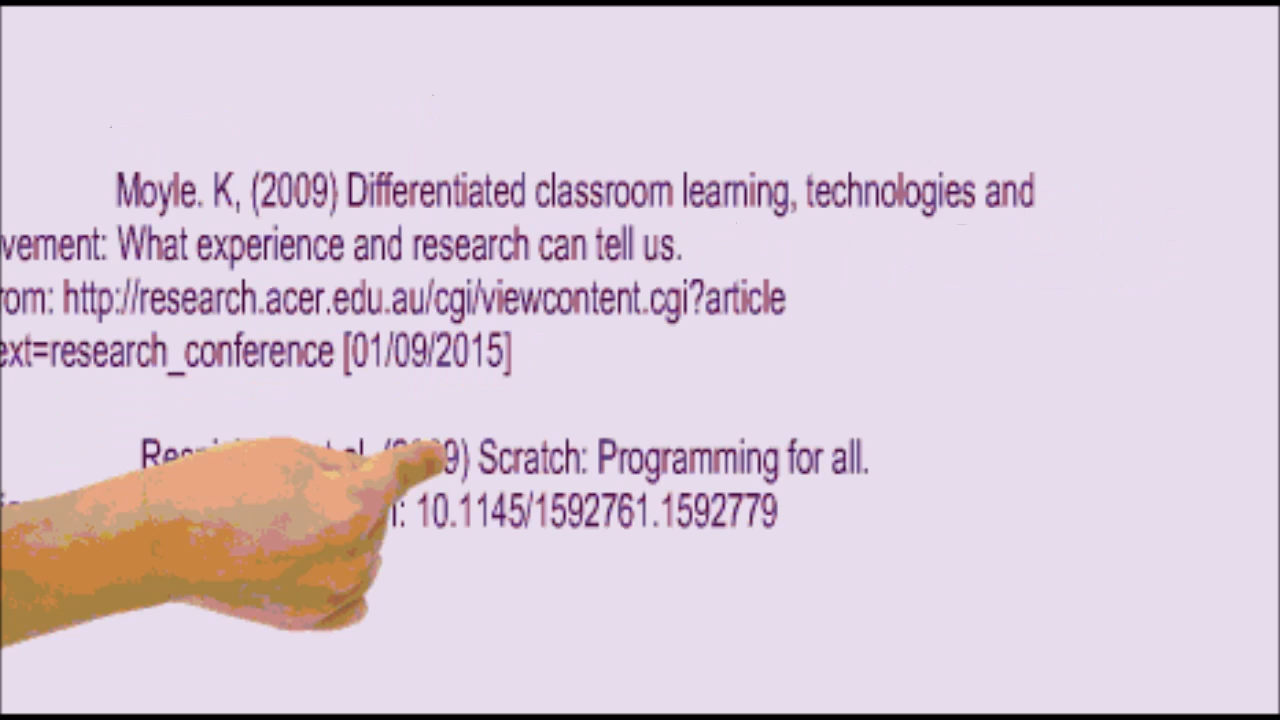 Moyle. K, (2009) Differentiated classroom learning, technologies and
vement: What experience and research can tell us.
rom: http://research.acer.edu.au/cgi/viewcontent.cgi?article
ext=research_conference [01/09/2015]
Scratch: Programming for all.
: 10.1145/1592761.1592779